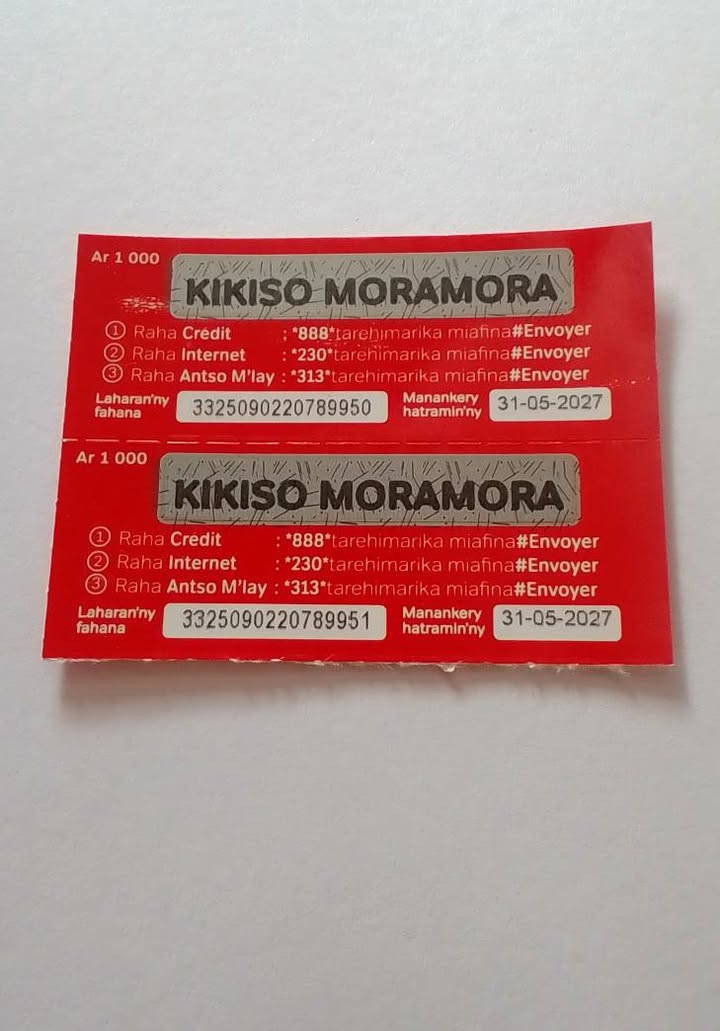 Ar 1 000
KIKISO MORAMORA
1 Raha Crédit : *888*tarehimarika miafina#Envoyer
2 Raha Internet : *230*tarehimarika miafina#Envoyer
3 Raha Antso M'lay : *313*tarehimarika miafina#Envoyer
Laharan'ny fahana 3325090220789950 Manankery hatramin'ny 31-05-2027
Ar 1 000
KIKISO MORAMORA
1 Raha Crédit : *888*tarehimarika miafina#Envoyer
2 Raha Internet : *230*tarehimarika miafina#Envoyer
3 Raha Antso M'lay : *313*tarehimarika miafina#Envoyer
Laharan'ny fahana 3325090220789951 Manankery hatramin'ny 31-05-2027